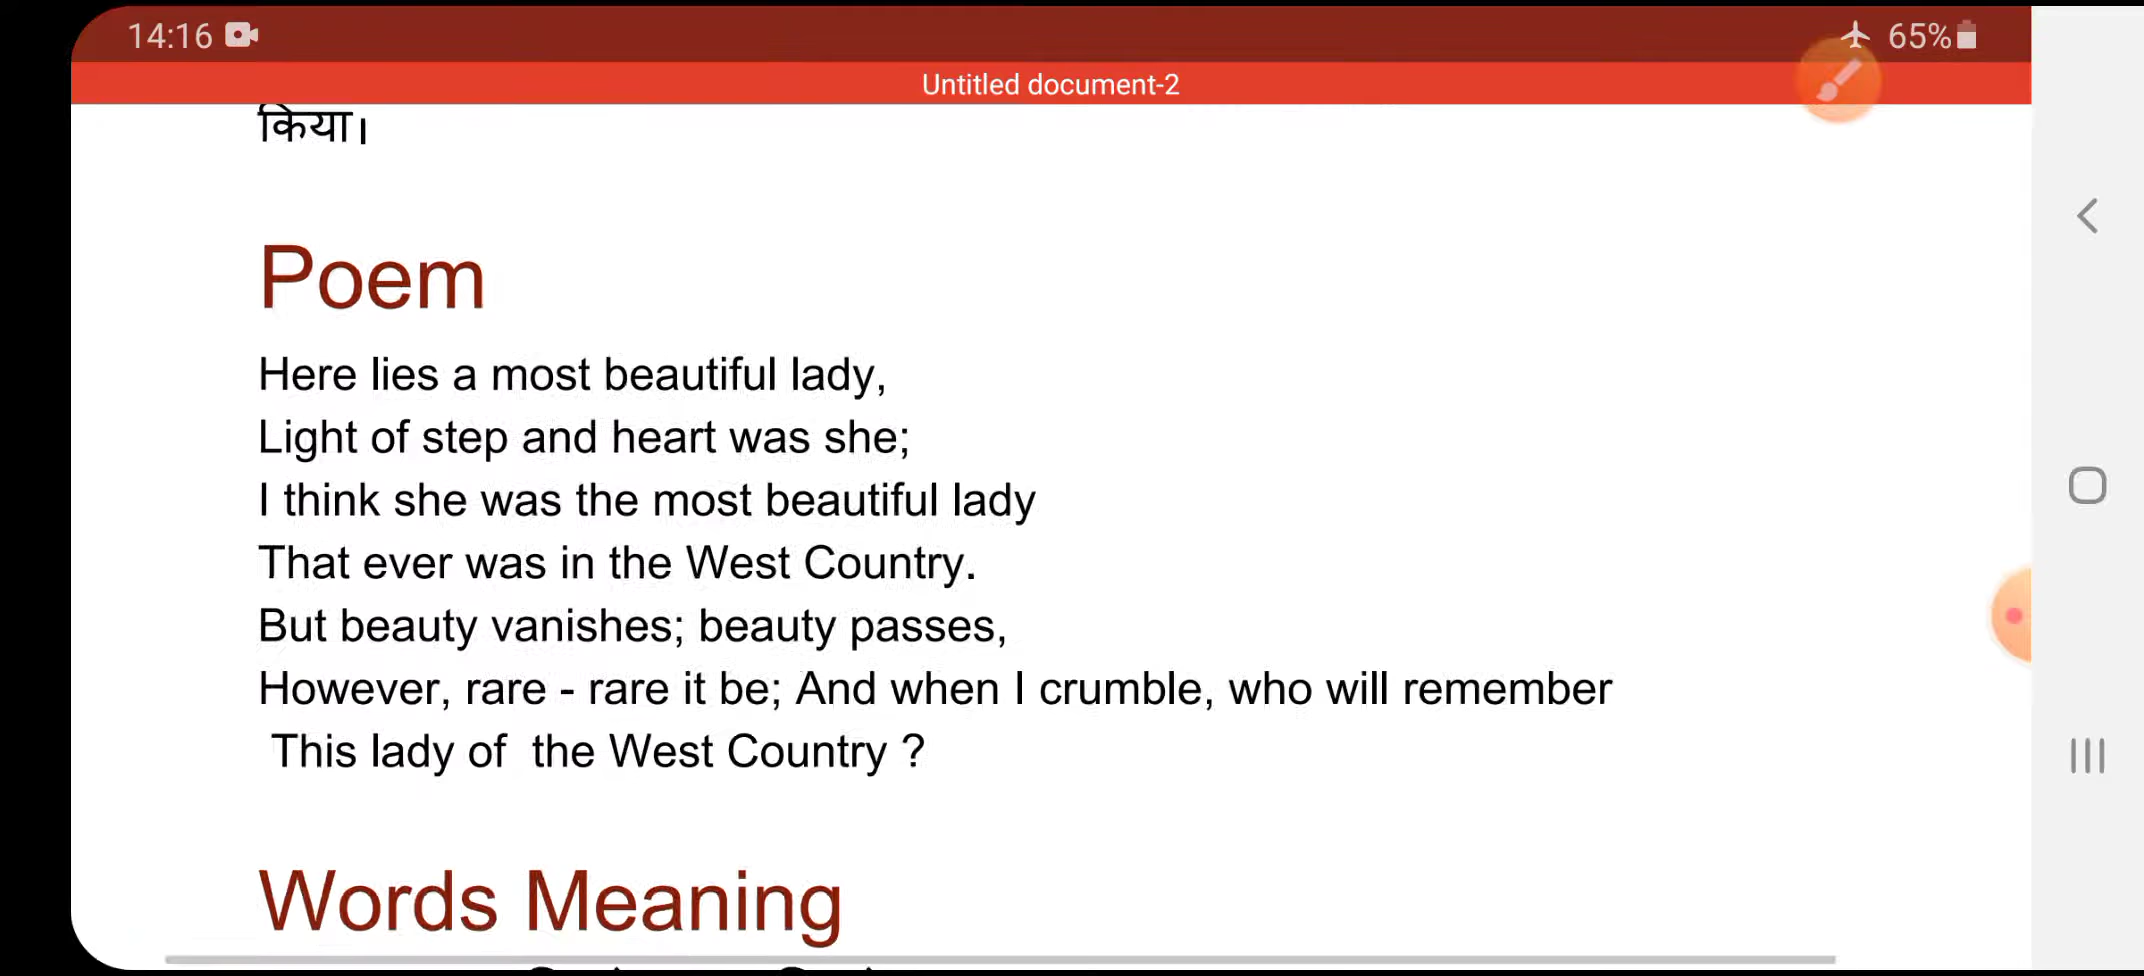 14:16
65%
Untitled document-2
किया।
Poem
Here lies a most beautiful lady,
Light of step and heart was she;
I think she was the most beautiful lady
That ever was in the West Country.
But beauty vanishes; beauty passes,
However, rare - rare it be; And when I crumble, who will remember
This lady of the West Country ?
Words Meaning